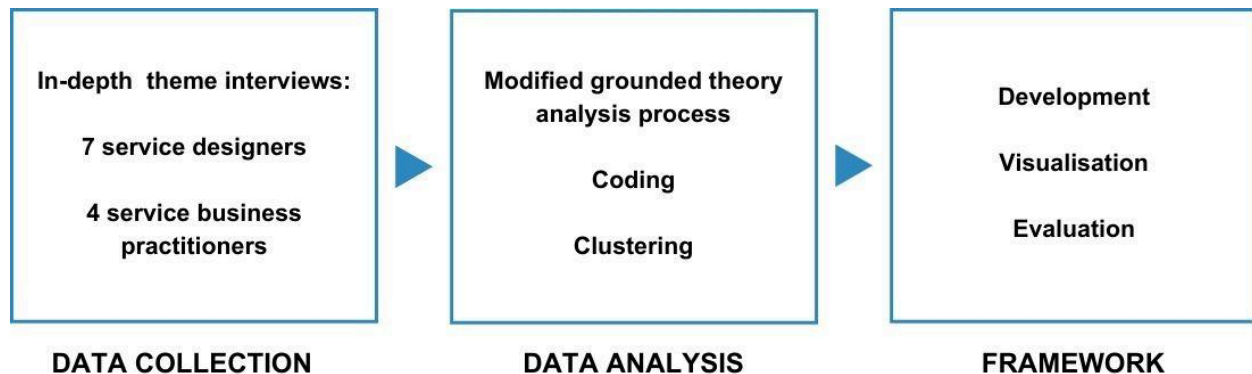 In-depth theme interviews:
7 service designers
4 service business
practitioners
DATA COLLECTION
Modified grounded theory
analysis process
Coding
Clustering
DATA ANALYSIS
Development
Visualisation
Evaluation
FRAMEWORK